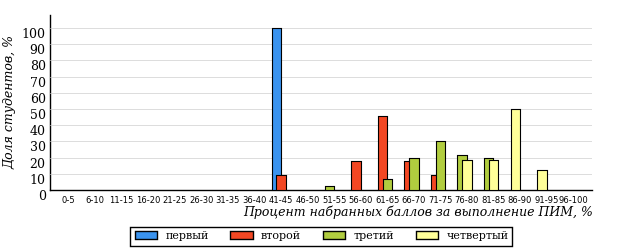 Доля студентов, %
100
90
80
70
60
50
40
30
20
10
0
0-5 6-10 11-15 16-20 21-25 26-30 31-35 36-40 41-45 46-50 51-55 56-60 61-65 66-70 71-75 76-80 81-85 86-90 91-95 96-100
Процент набранных баллов за выполнение ПИМ, %
первый второй третий четвертый